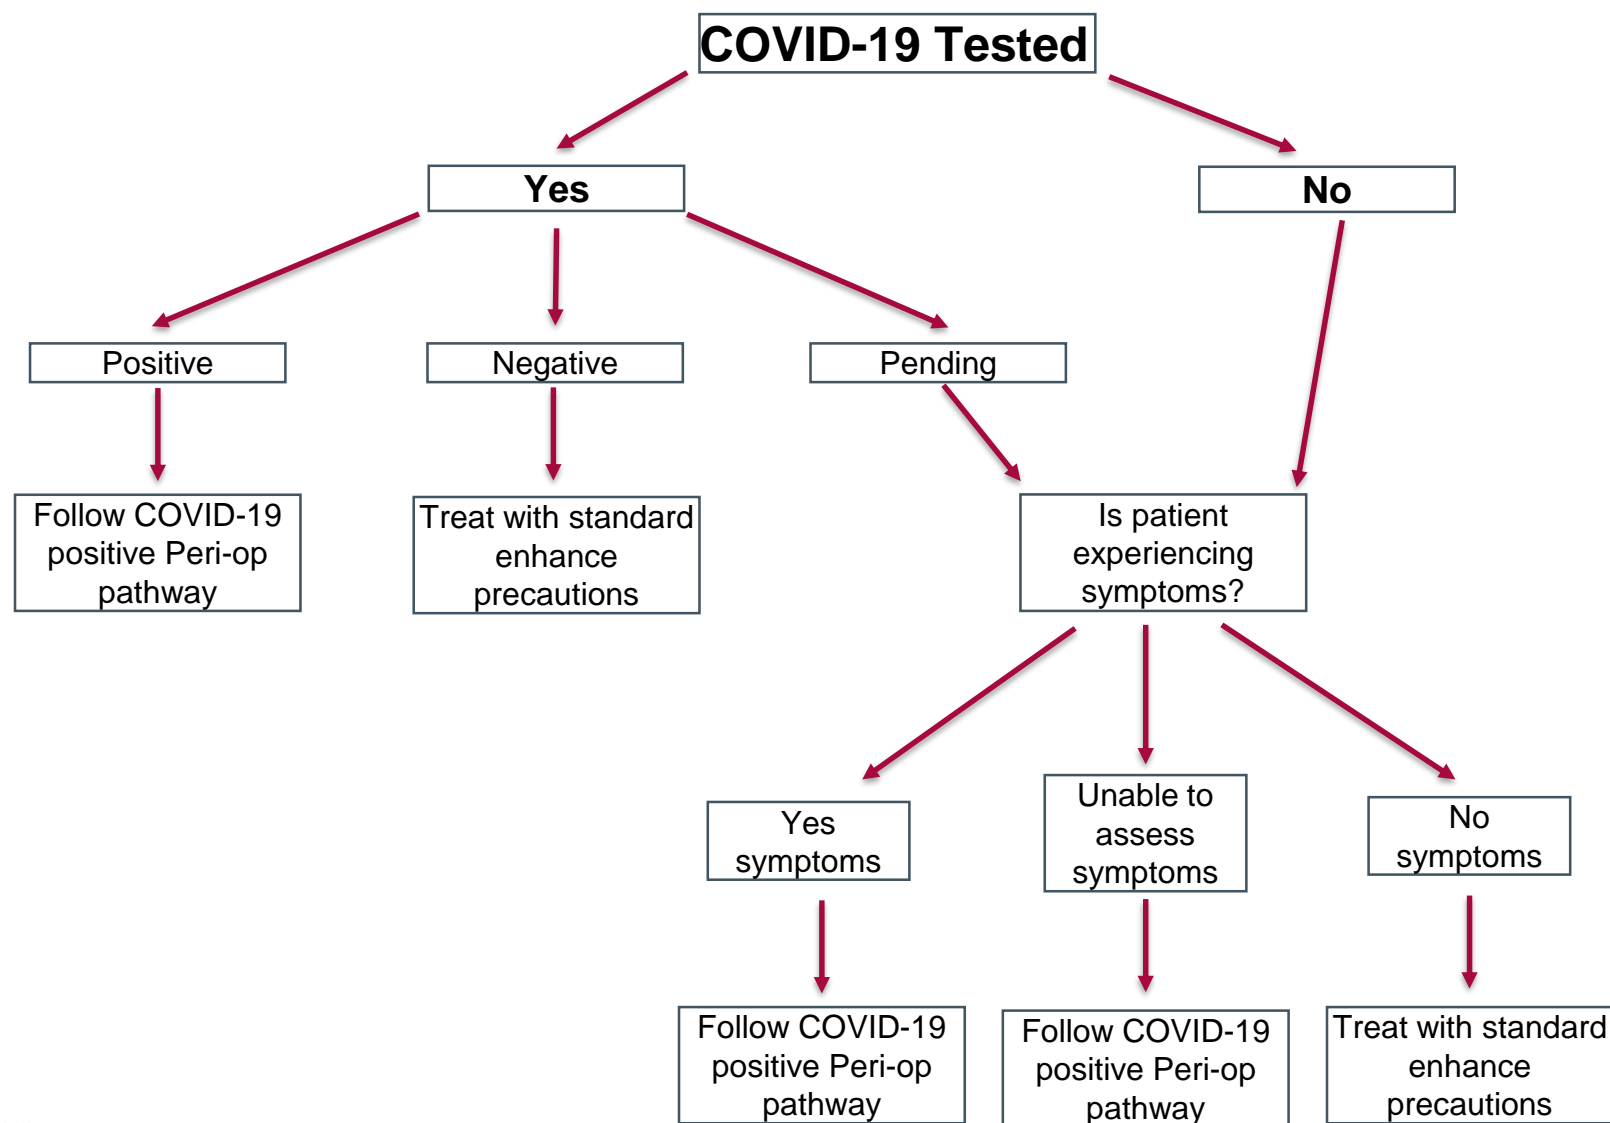 COVID-19 Tested
Yes
No
Positive
Negative
Pending
Follow COVID-19
positive Peri-op
pathway
Treat with standard
enhance
precautions
Is patient
experiencing
symptoms?
Yes
symptoms
Unable to
assess
symptoms
No
symptoms
Follow COVID-19
positive Peri-op
pathway
Follow COVID-19
positive Peri-op
pathway
Treat with standard
enhance
precautions